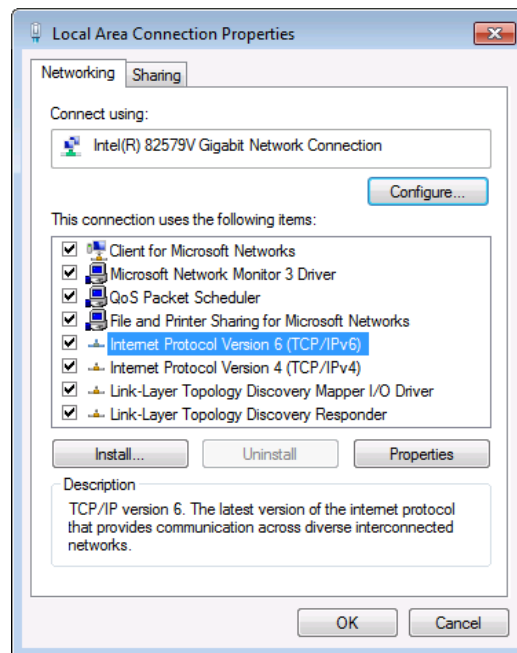 Local Area Connection Properties
Networking
Sharing
Connect using:
Intel(R) 82579V Gigabit Network Connection
Configure...
This connection uses the following items:
Client for Microsoft Networks
Microsoft Network Monitor 3 Driver
QoS Packet Scheduler
File and Printer Sharing for Microsoft Networks
Internet Protocol Version 6 (TCP/IPv6)
Internet Protocol Version 4 (TCP/IPv4)
Link-Layer Topology Discovery Mapper I/O Driver
Link-Layer Topology Discovery Responder
Install...
Uninstall
Properties
Description
TCP/IP version 6. The latest version of the internet protocol
that provides communication across diverse interconnected
networks.
OK
Cancel